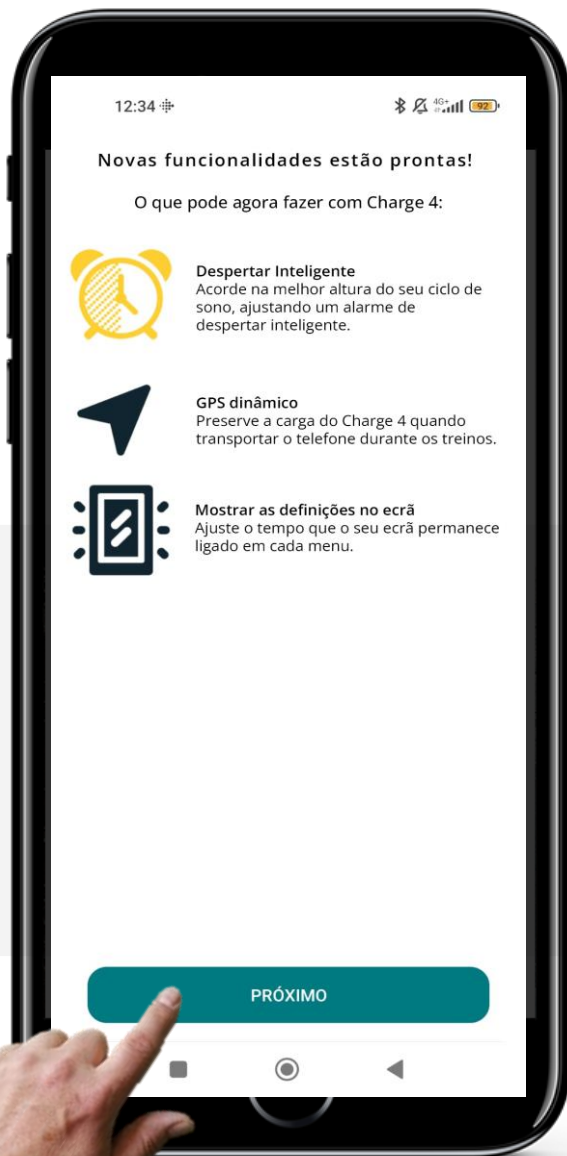 12:34
4G+ 92
Novas funcionalidades estão prontas!
O que pode agora fazer com Charge 4:
Despertar Inteligente
Acorde na melhor altura do seu ciclo de
sono, ajustando um alarme de
despertar inteligente.
GPS dinâmico
Preserve a carga do Charge 4 quando
transportar o telefone durante os treinos.
Mostrar as definições no ecrã
Ajuste o tempo que o seu ecrã permanece
ligado em cada menu.
PRÓXIMO